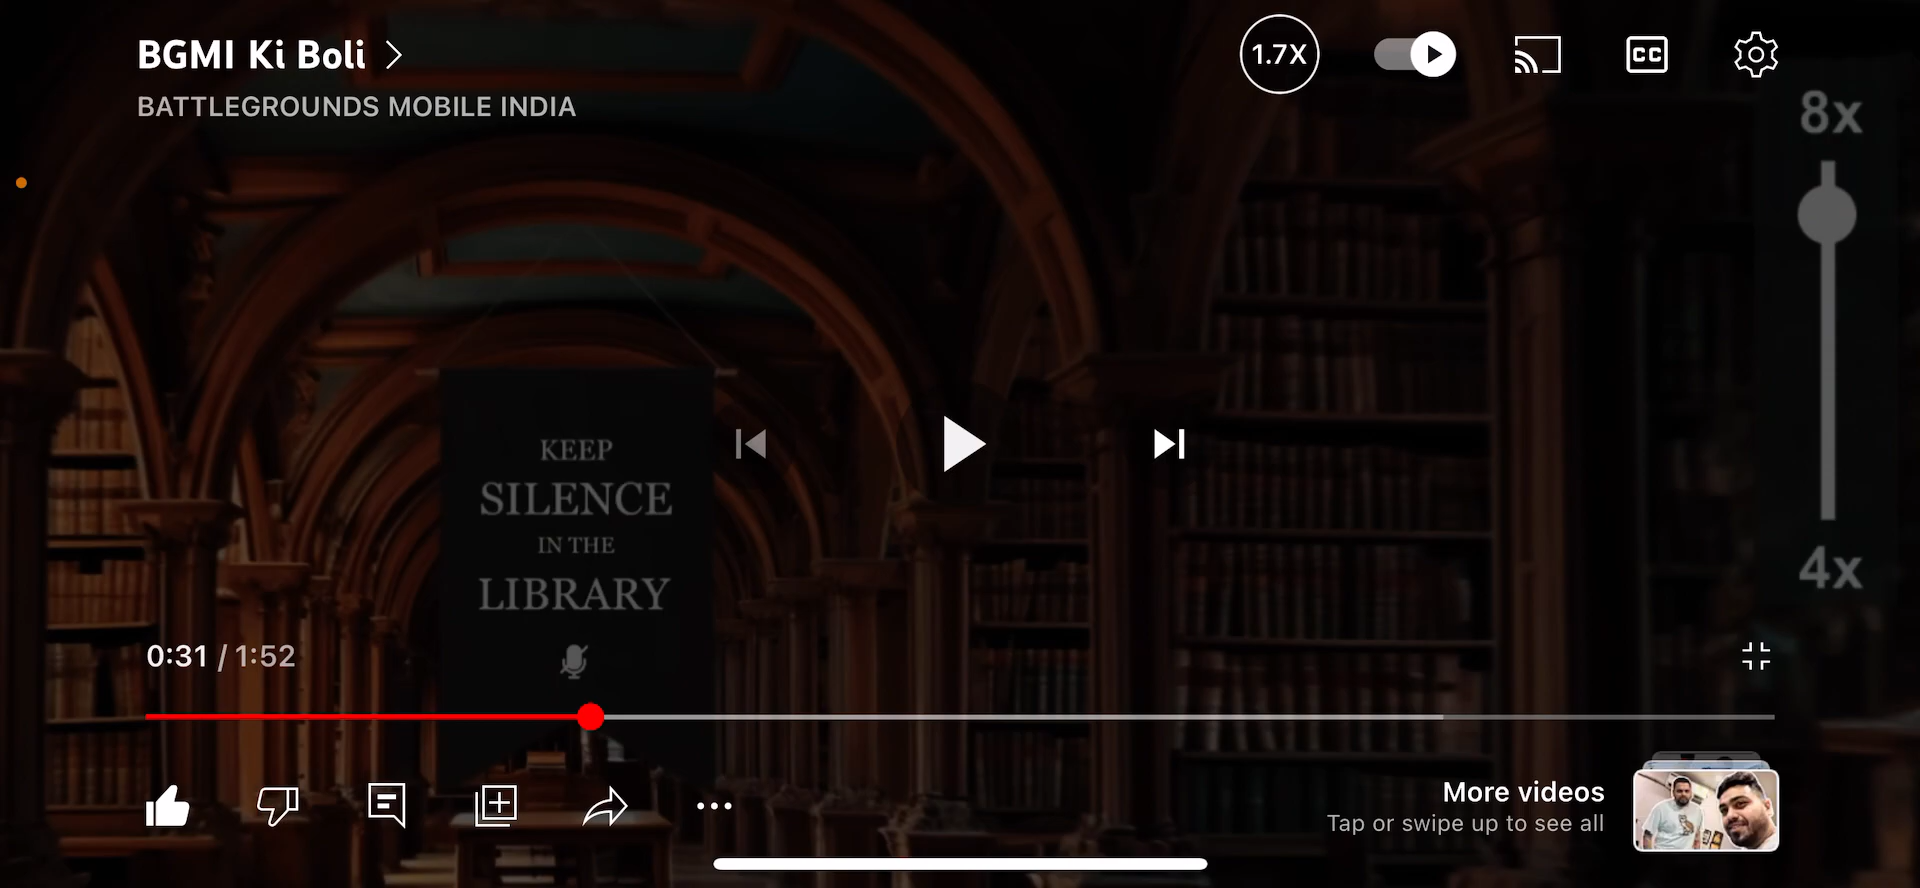 BGMI Ki Boli
BATTLEGROUNDS MOBILE INDIA
1.7X
CC
8x
4x
KEEP
SILENCE
IN THE
LIBRARY
0:31 / 1:52
More videos
Tap or swipe up to see all